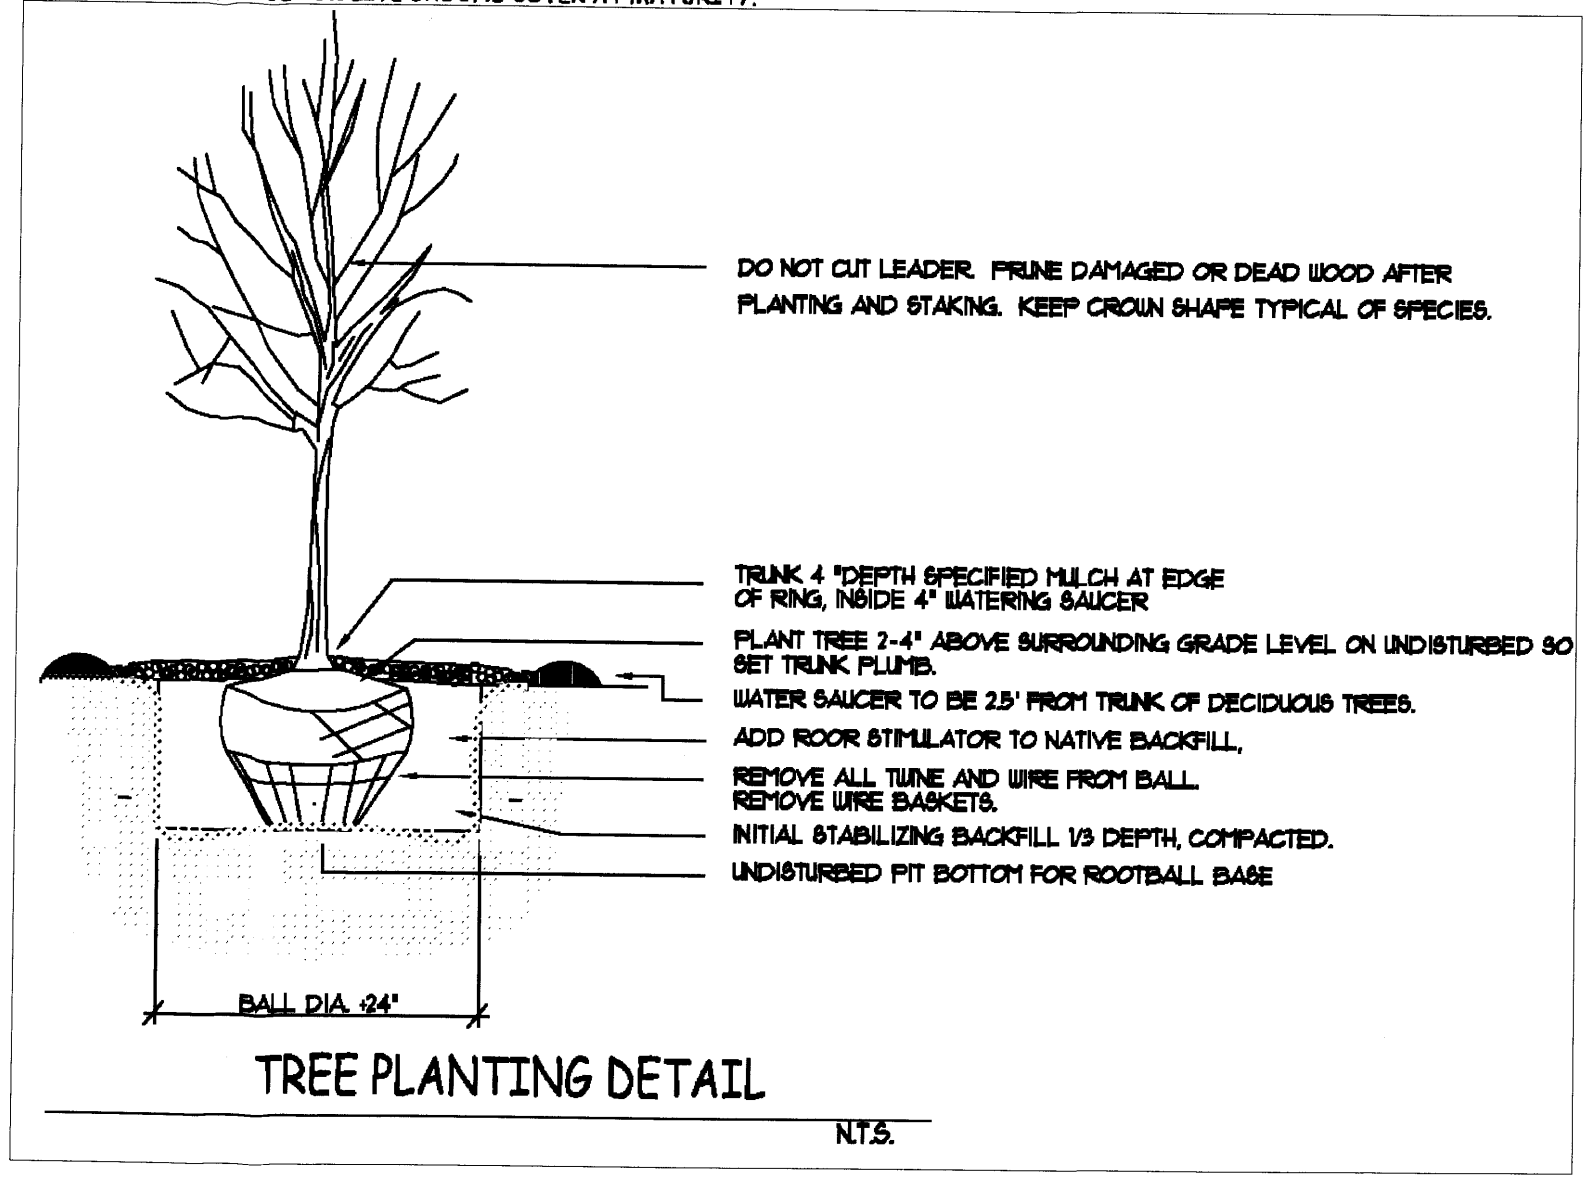 DO NOT CUT LEADER. PRUNE DAMAGED OR DEAD WOOD AFTER
PLANTING AND STAKING. KEEP CROWN SHAPE TYPICAL OF SPECIES.
TRUNK 4 "DEPTH SPECIFIED MULCH AT EDGE
OF RING, INSIDE 4" WATERING SAUCER
PLANT TREE 2-4" ABOVE SURROUNDING GRADE LEVEL ON UNDISTURBED SO
SET TRUNK PLUMB.
WATER SAUCER TO BE 2.5' FROM TRUNK OF DECIDUOUS TREES.
ADD ROOR STIMULATOR TO NATIVE BACKFILL,
REMOVE ALL TWINE AND WIRE FROM BALL.
REMOVE WIRE BASKETS.
INITIAL STABILIZING BACKFILL 1/3 DEPTH, COMPACTED.
UNDISTURBED PIT BOTTOM FOR ROOTBALL BASE
BALL DIA. +24"
TREE PLANTING DETAIL
N.T.S.